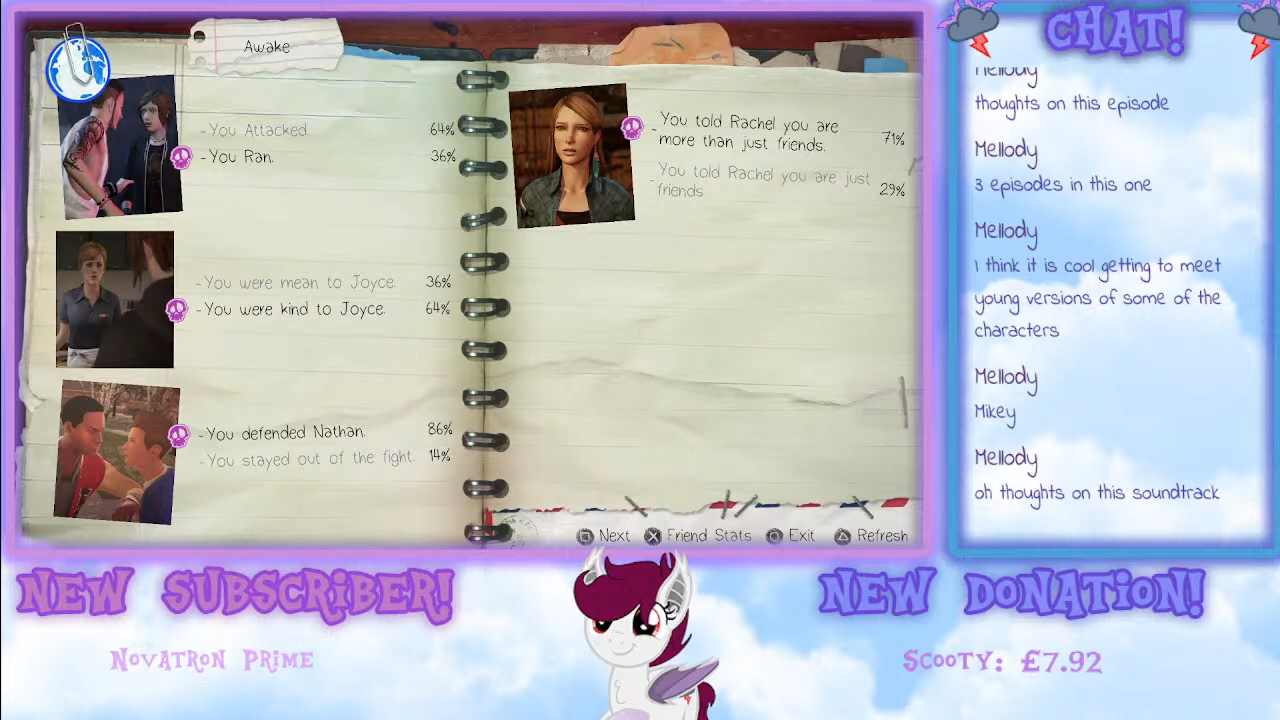 Awake
-You Attacked. 64%
-You Ran. 36%
-You were mean to Joyce. 36%
-You were kind to Joyce. 64%
-You defended Nathan. 86%
-You stayed out of the fight. 14%
You told Rachel you are
-more than just friends. 71%
-You told Rachel you are just
friends 29%
Next Friend Stats Exit Refresh
CHAT!
Mellody
thoughts on this episode
Mellody
3 episodes in this one
Mellody
I think it is cool getting to meet
young versions of some of the
characters
Mellody
Mikey
Mellody
oh thoughts on this soundtrack
NEW SUBSCRIBER!
NOVATRON PRIME
NEW DONATION!
SCOOTY: £7.92